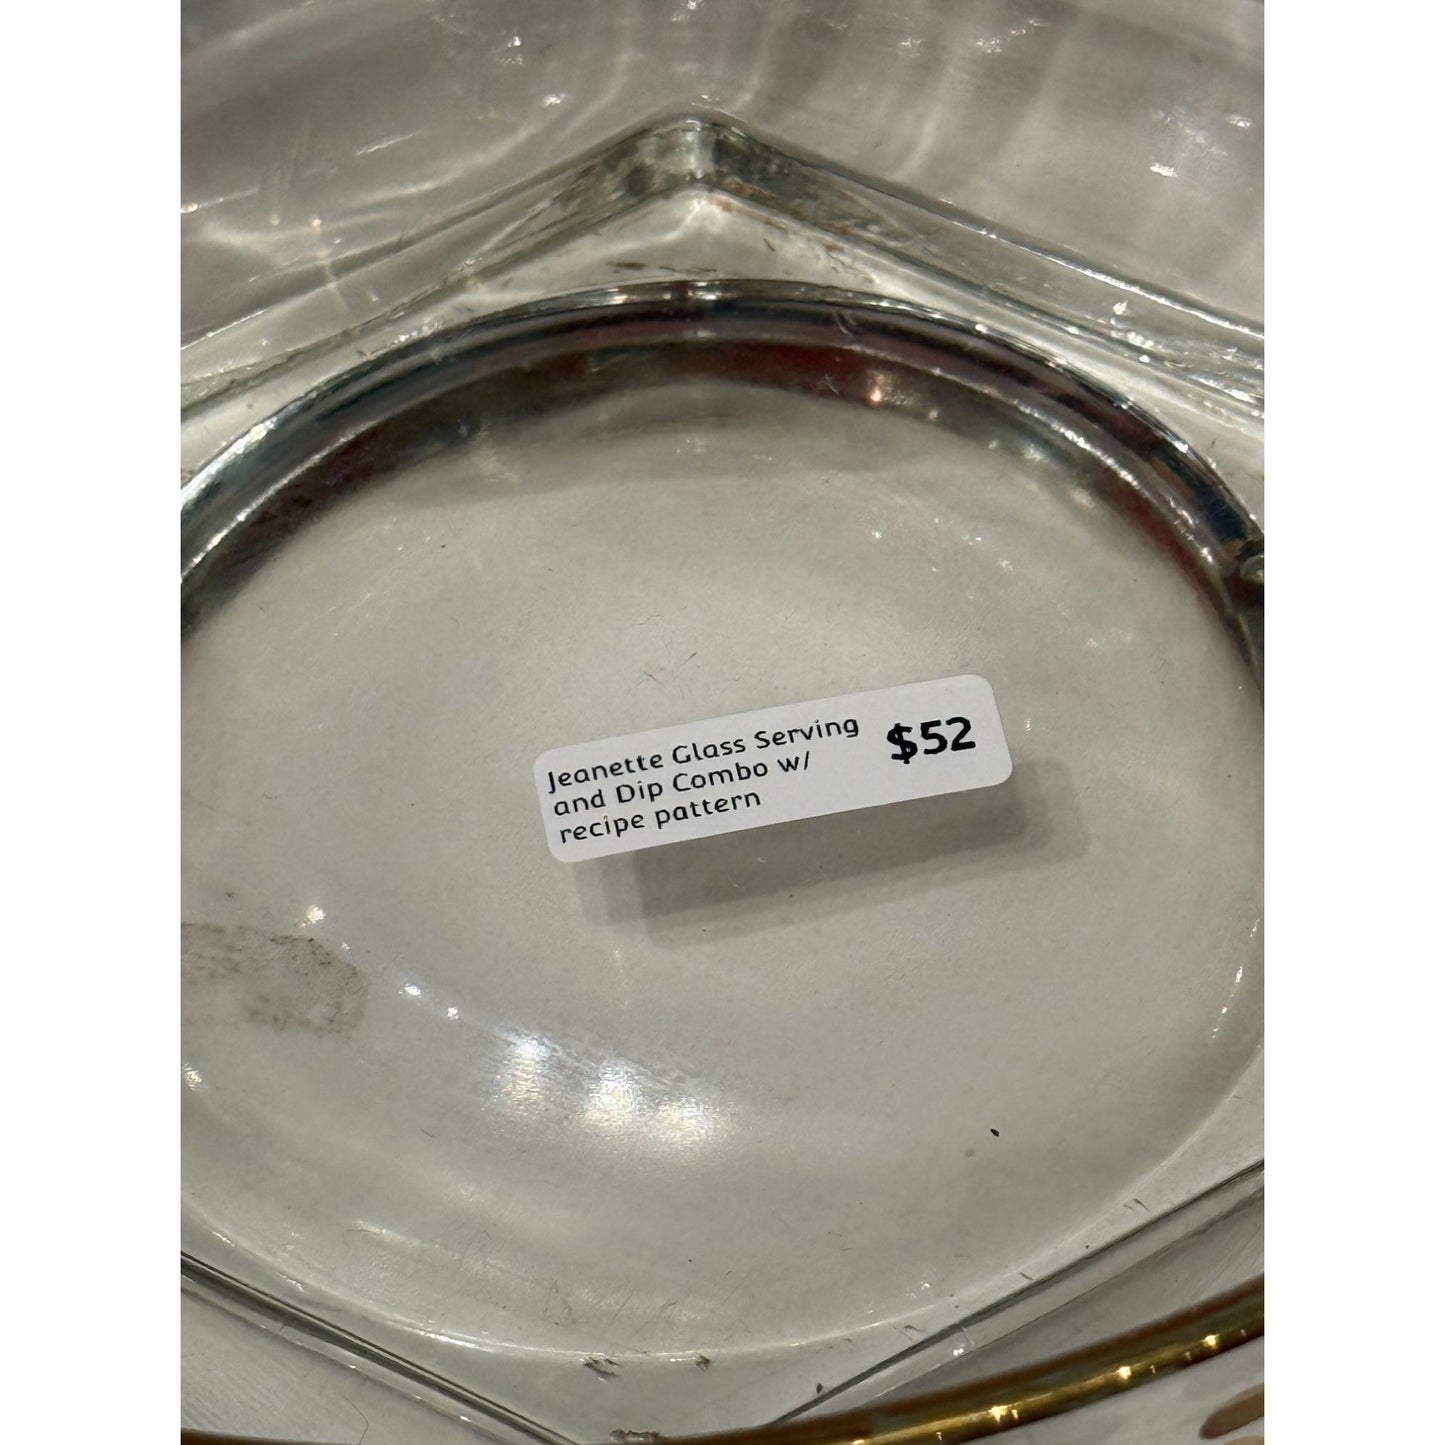 Jeanette Glass Serving
and Dip Combo w/
recipe pattern
$52